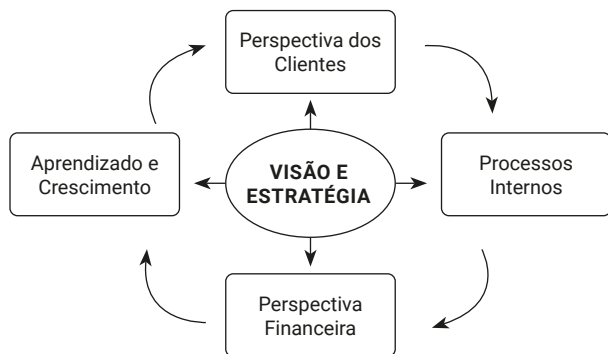 Perspectiva dos
Clientes
Aprendizado e
Crescimento
VISÃO E
ESTRATÉGIA
Processos
Internos
Perspectiva
Financeira